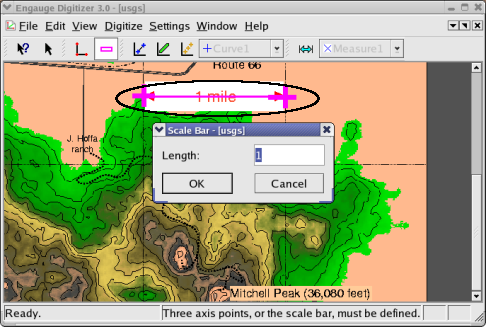 Engauge Digitizer 3.0 - [usgs]
File Edit View Digitize Settings Window Help
Curve1 Measure1
Route 66
1 mile
J. Hoffa
ranch
Scale Bar - [usgs]
Length: 1
OK Cancel
Mitchell Peak (36,080 feet)
Ready. Three axis points, or the scale bar, must be defined.